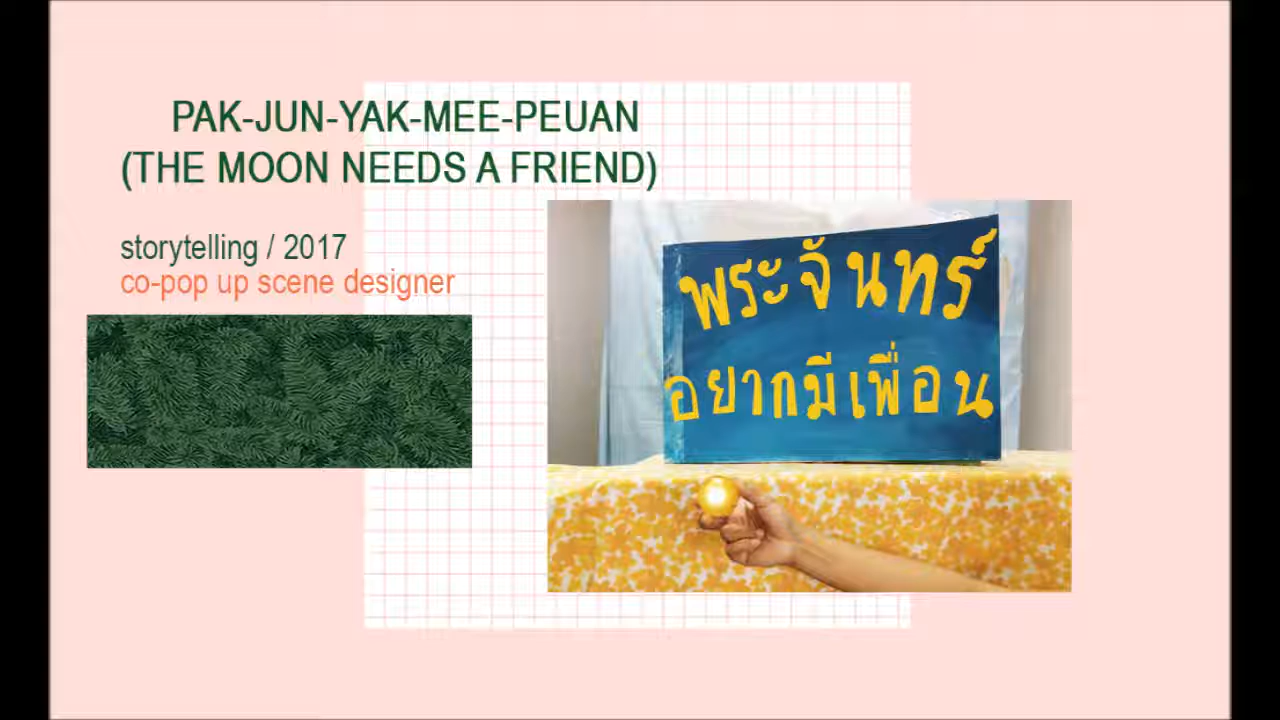 PAK-JUN-YAK-MEE-PEUAN
(THE MOON NEEDS A FRIEND)
storytelling / 2017
co-pop up scene designer
พระจันทร์
อยากมีเพื่อน